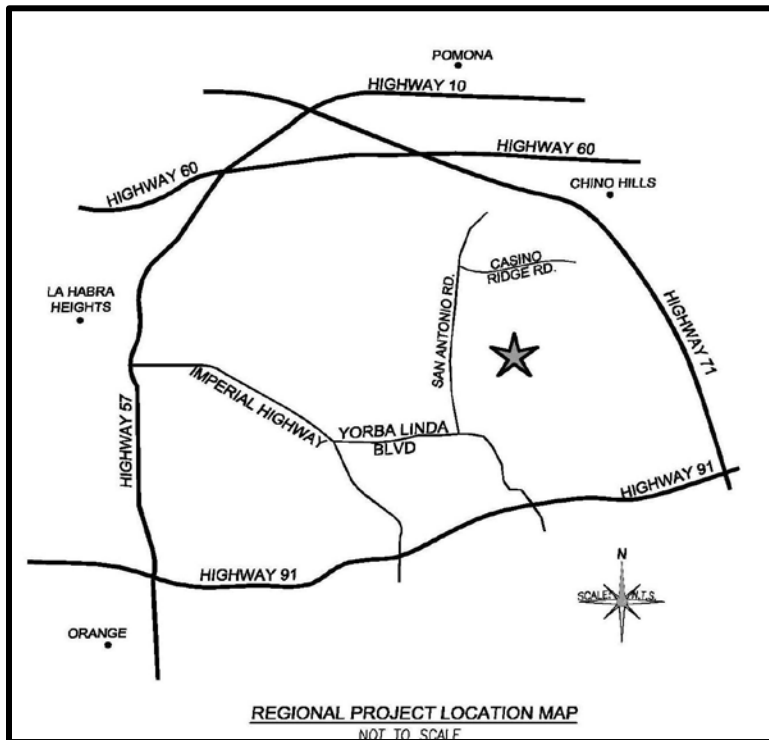 POMONA
HIGHWAY 10
HIGHWAY 60
HIGHWAY 60
CHINO HILLS
CASINO
RIDGE RD.
LA HABRA
HEIGHTS
SAN ANTONIO RD.
HIGHWAY 71
IMPERIAL HIGHWAY
HIGHWAY 57
YORBA LINDA
BLVD
HIGHWAY 91
HIGHWAY 91
N
SCALE: N.T.S.
ORANGE
REGIONAL PROJECT LOCATION MAP
NOT TO SCALE